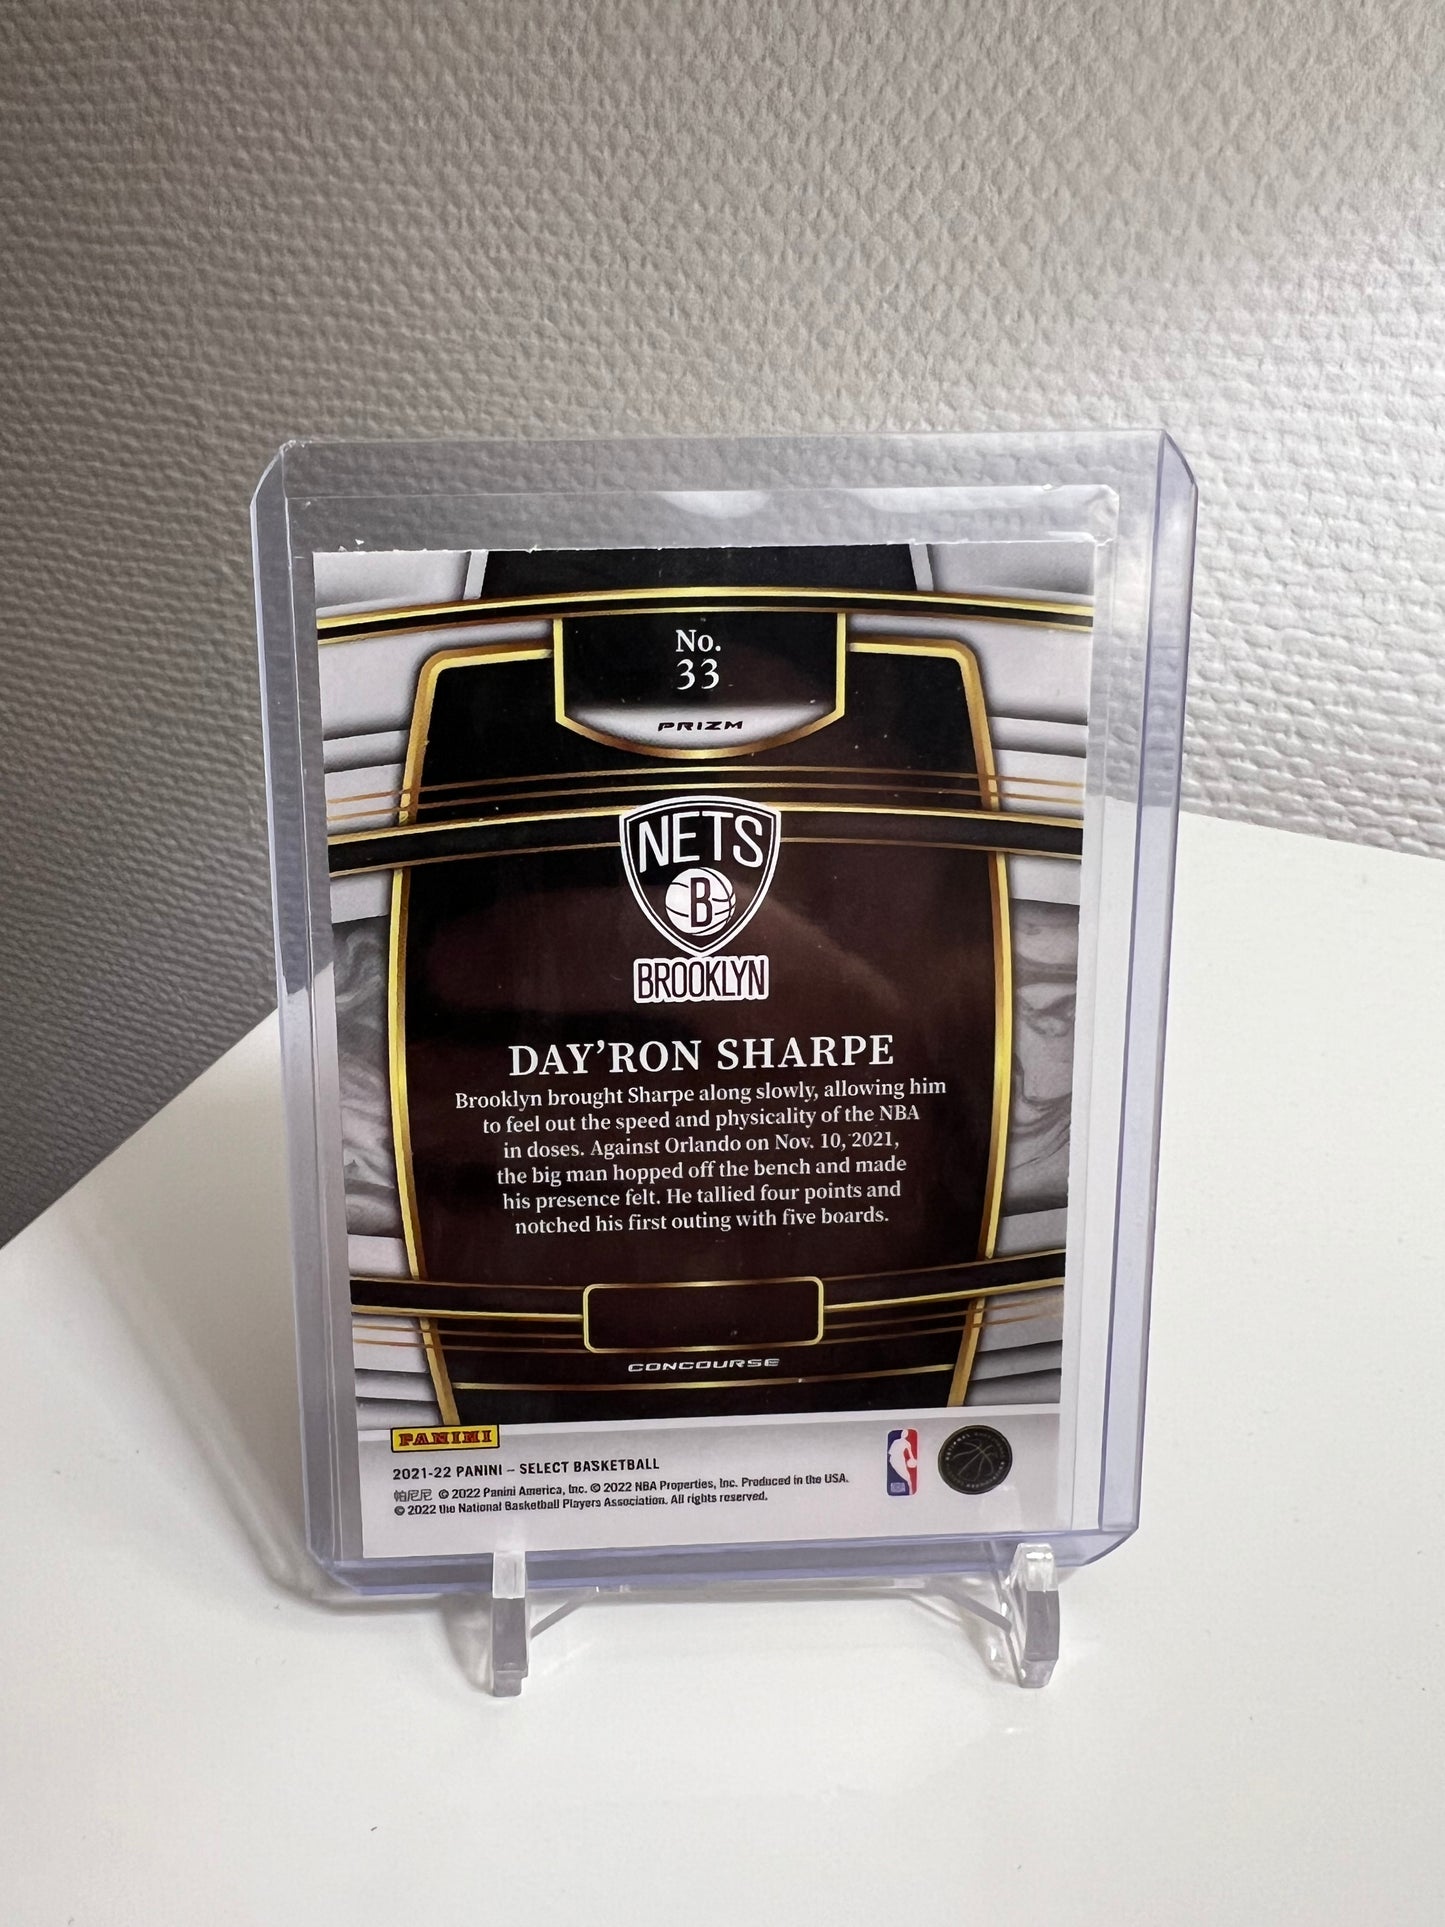 No.
33
PRIZM
NETS
B
BROOKLYN
DAY'RON SHARPE
Brooklyn brought Sharpe along slowly, allowing him
to feel out the speed and physicality of the NBA
in doses. Against Orlando on Nov. 10, 2021,
the big man hopped off the bench and made
his presence felt. He tallied four points and
notched his first outing with five boards.
CONCOURSE
PANINI
2021-22 PANINI – SELECT BASKETBALL
帕尼尼 © 2022 Panini America, Inc. © 2022 NBA Properties, Inc. Produced in the USA.
© 2022 the National Basketball Players Association. All rights reserved.